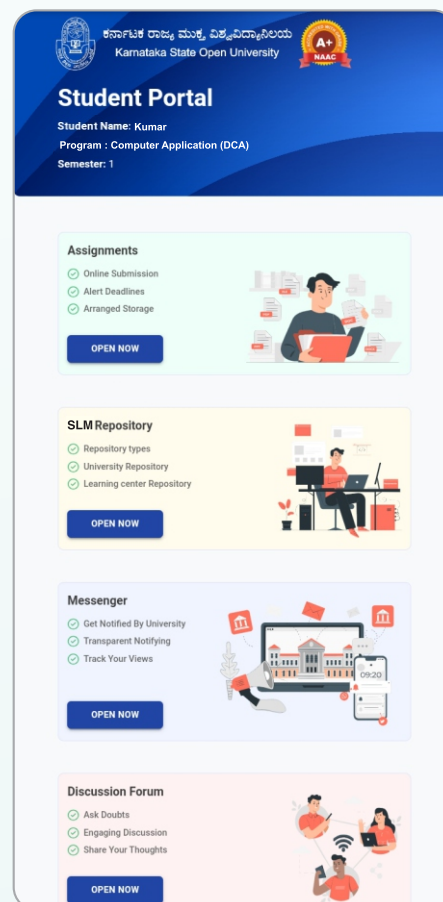 ಕರ್ನಾಟಕ ರಾಜ್ಯ ಮುಕ್ತ ವಿಶ್ವವಿದ್ಯಾನಿಲಯ
Karnataka State Open University
A+
NAAC
Student Portal
Student Name: Kumar
Program : Computer Application (DCA)
Semester: 1
Assignments
Online Submission
Alert Deadlines
Arranged Storage
OPEN NOW
SLM Repository
Repository types
University Repository
Learning center Repository
OPEN NOW
Messenger
Get Notified By University
Transparent Notifying
Track Your Views
09:20
OPEN NOW
Discussion Forum
Ask Doubts
Engaging Discussion
Share Your Thoughts
OPEN NOW